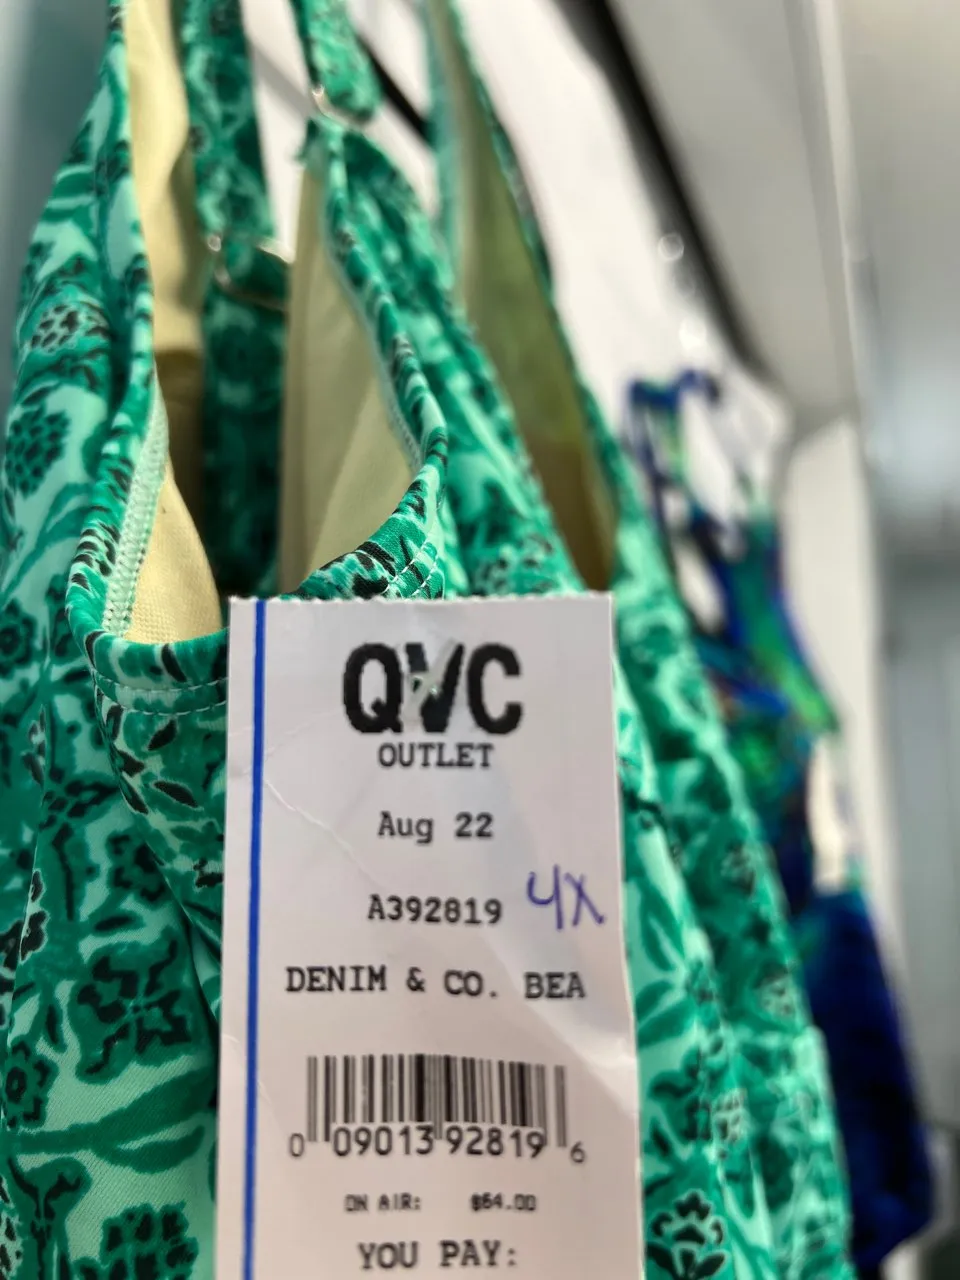 QVC
OUTLET
Aug 22
A392819 4X
DENIM & CO. BEA
0 09013 92819 6
ON AIR: $64.00
YOU PAY: